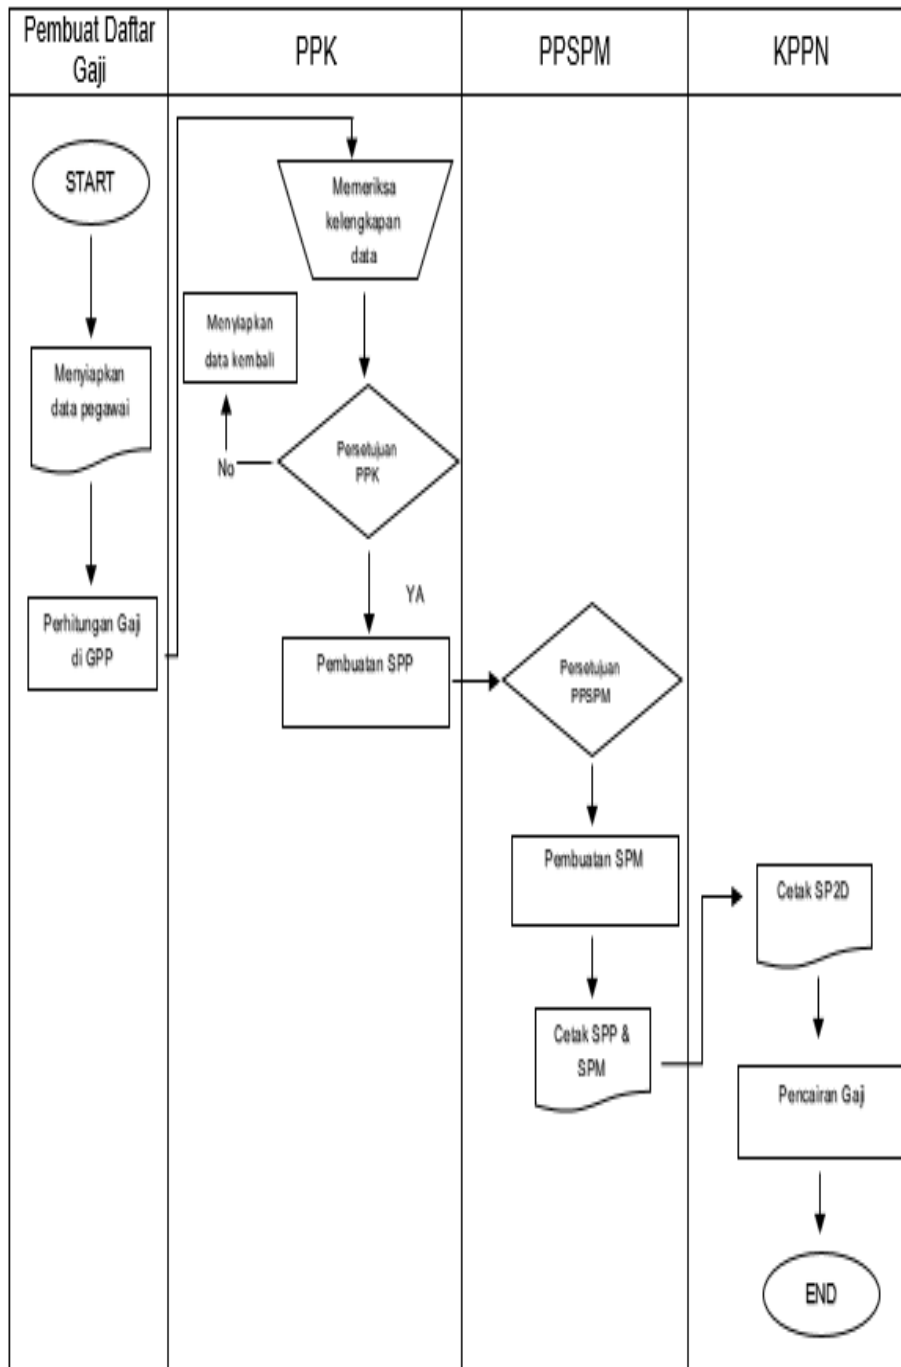 Pembuat Daftar
Gaji
PPK
PPSPM
KPPN
START
Menyiapkan
data pegawai
Perhitungan Gaji
di GPP
Memeriksa
kelengkapan
data
Menyiapkan
data kembali
Persetujuan
PPK
No
YA
Pembuatan SPP
Persetujuan
PPSPM
Pembuatan SPM
Cetak SPP &
SPM
Cetak SP2D
Pencairan Gaji
END